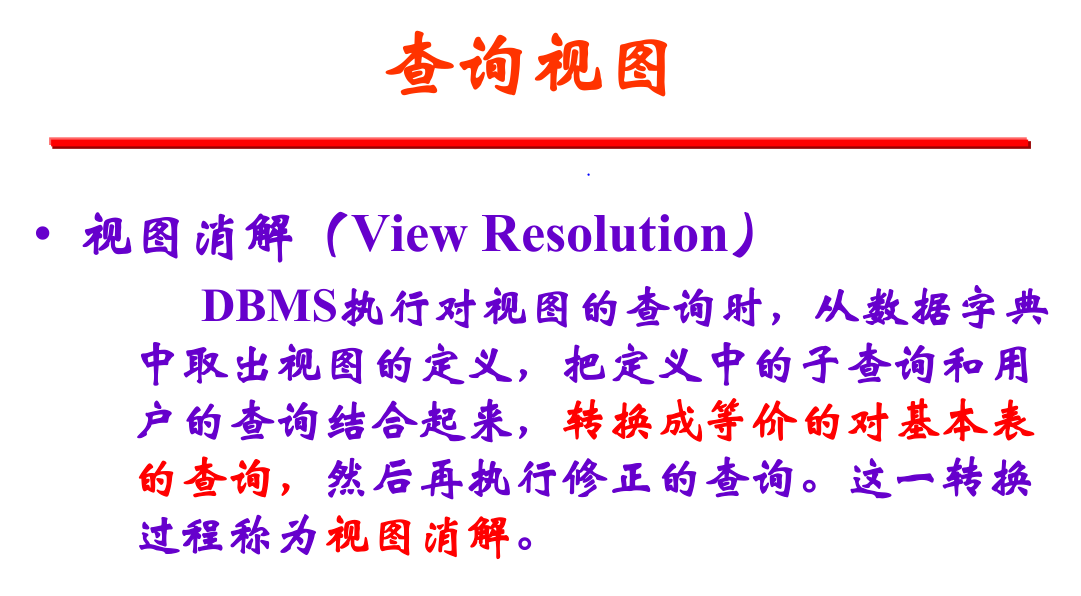 查询视图
• 视图消解（View Resolution）
DBMS执行对视图的查询时，从数据字典
中取出视图的定义，把定义中的子查询和用
户的查询结合起来，转换成等价的对基本表
的查询，然后再执行修正的查询。这一转换
过程称为视图消解。